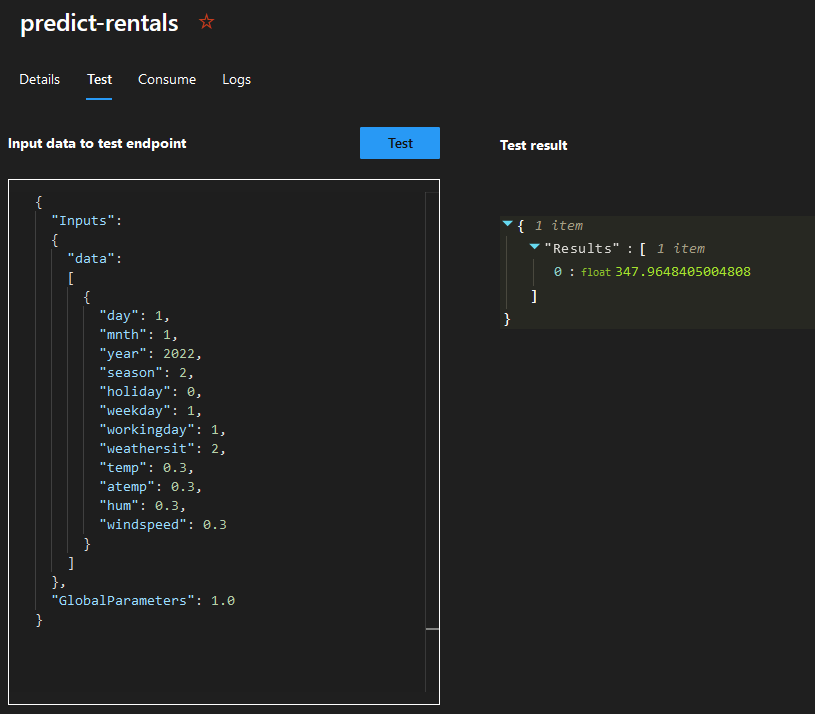 predict-rentals
Details Test Consume Logs
Input data to test endpoint
Test
{
"Inputs":
{
"data":
[
{
"day": 1,
"mnth": 1,
"year": 2022,
"season": 2,
"holiday": 0,
"weekday": 1,
"workingday": 1,
"weathersit": 2,
"temp": 0.3,
"atemp": 0.3,
"hum": 0.3,
"windspeed": 0.3
}
]
},
"GlobalParameters": 1.0
}
Test result
{ 1 item
"Results" : [ 1 item
0 : float 347.9648405004808
]
}